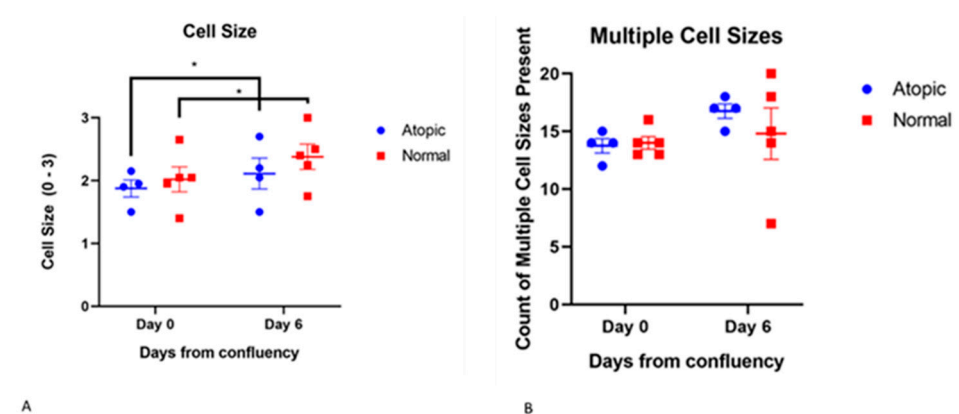 Cell Size
*
*
3
2
1
0
Cell Size (0 - 3)
Day 0
Day 6
Days from confluency
Atopic
Normal
A
Multiple Cell Sizes
20
15
10
5
0
Count of Multiple Cell Sizes Present
Day 0
Day 6
Days from confluency
Atopic
Normal
B